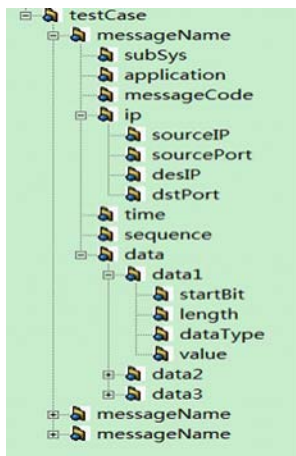 testCase
messageName
subSys
application
messageCode
ip
sourceIP
sourcePort
desIP
dstPort
time
sequence
data
data1
startBit
length
dataType
value
data2
data3
messageName
messageName